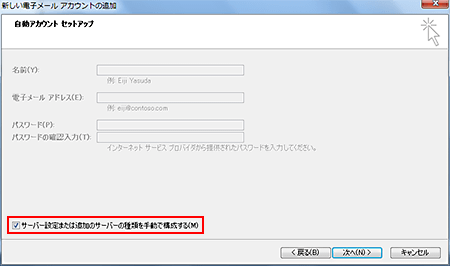 新しい電子メール アカウントの追加
自動アカウント セットアップ
名前(Y):
例: Eiji Yasuda
電子メール アドレス(E):
例: eiji@contoso.com
パスワード(P):
パスワードの確認入力(T):
インターネット サービス プロバイダから提供されたパスワードを入力してください。
サーバー設定または追加のサーバーの種類を手動で構成する(M)
< 戻る(B) 次へ(N) > キャンセル